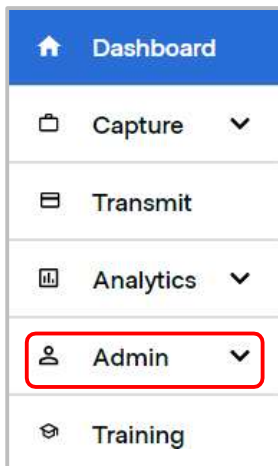 Dashboard
Capture
Transmit
Analytics
Admin
Training